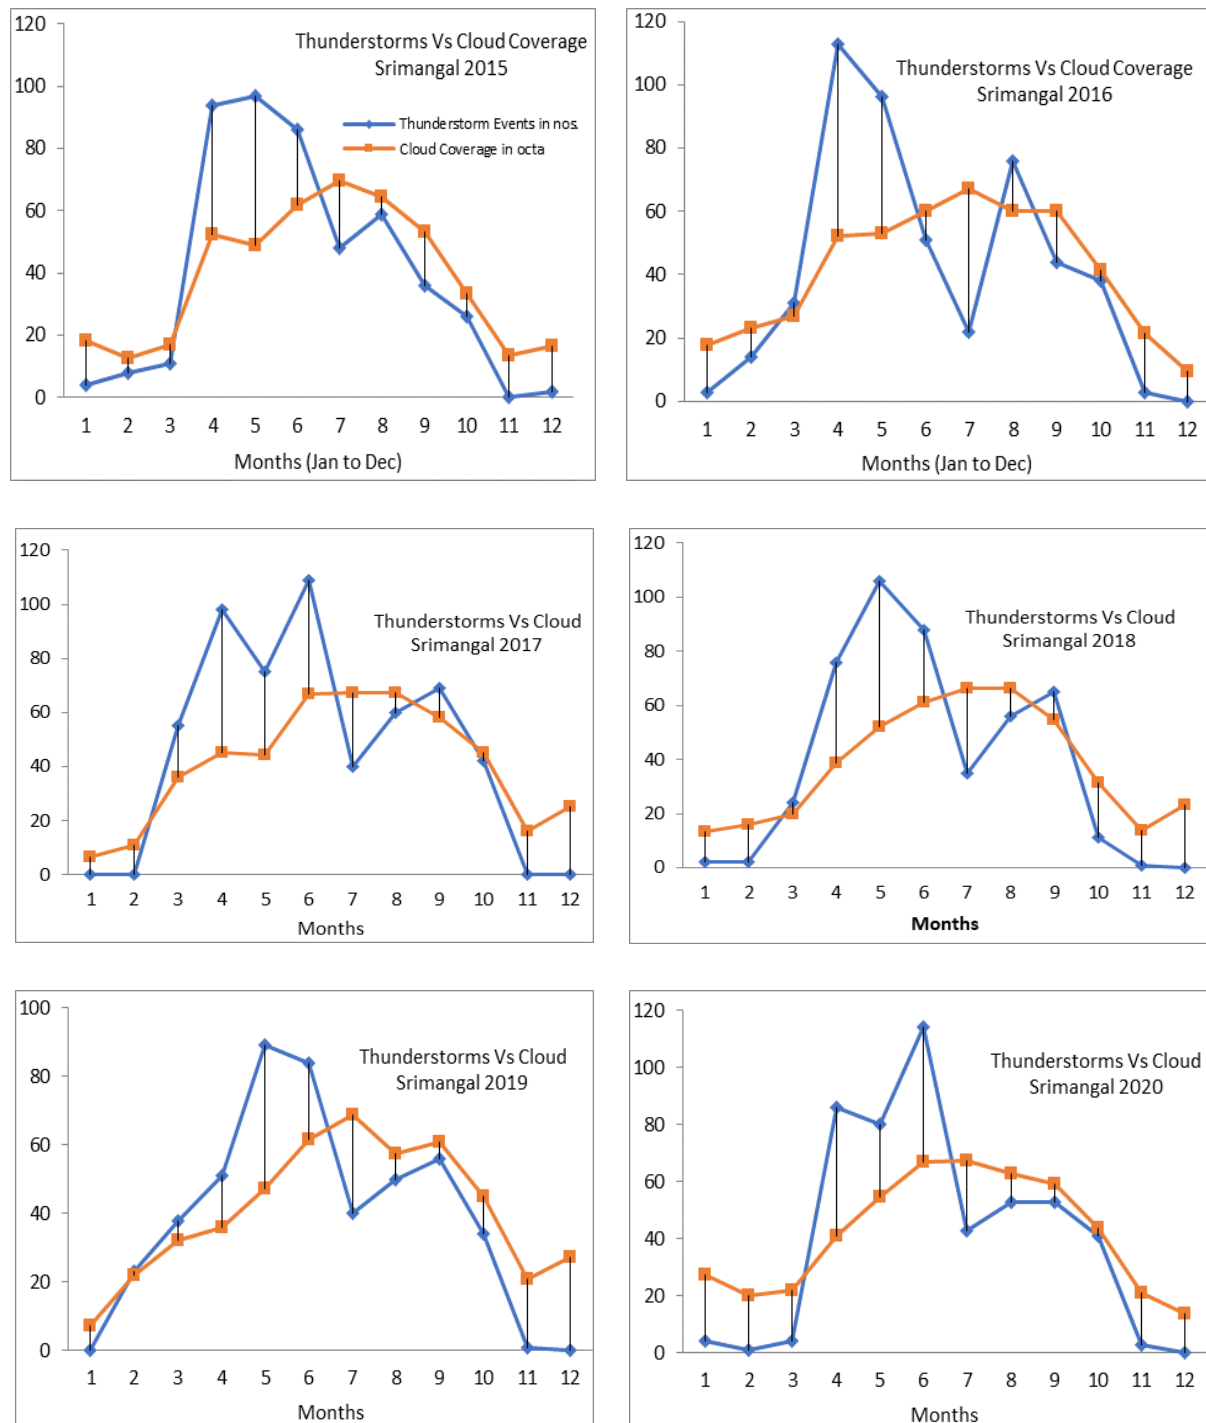 Thunderstorms Vs Cloud Coverage
Srimangal 2015
Thunderstorm Events in nos.
Cloud Coverage in octa
120
100
80
60
40
20
0
1 2 3 4 5 6 7 8 9 10 11 12
Months (Jan to Dec)
Thunderstorms Vs Cloud Coverage
Srimangal 2016
120
100
80
60
40
20
0
1 2 3 4 5 6 7 8 9 10 11 12
Months (Jan to Dec)
Thunderstorms Vs Cloud
Srimangal 2017
120
100
80
60
40
20
0
1 2 3 4 5 6 7 8 9 10 11 12
Months
Thunderstorms Vs Cloud
Srimangal 2018
120
100
80
60
40
20
0
1 2 3 4 5 6 7 8 9 10 11 12
Months
Thunderstorms Vs Cloud
Srimangal 2019
100
80
60
40
20
0
1 2 3 4 5 6 7 8 9 10 11 12
Months
Thunderstorms Vs Cloud
Srimangal 2020
120
100
80
60
40
20
0
1 2 3 4 5 6 7 8 9 10 11 12
Months